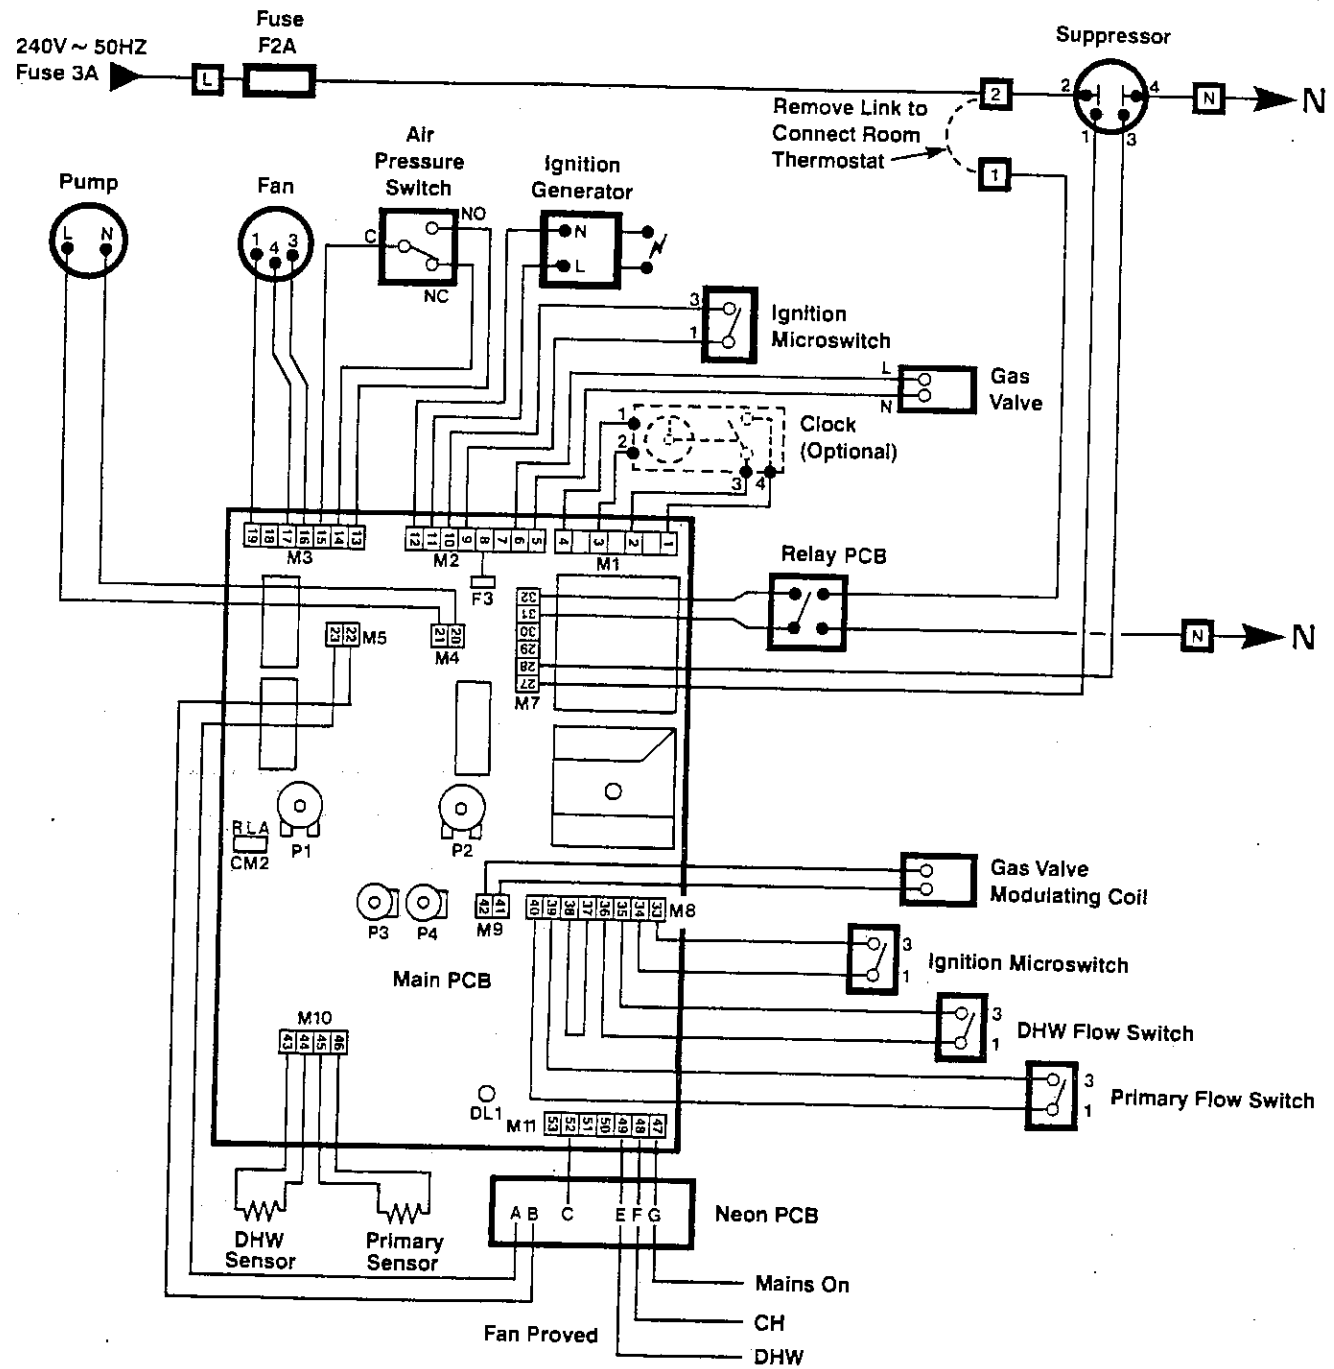 240V ~ 50HZ
Fuse 3A
L
Fuse
F2A
Suppressor
2
4
1
3
N
N
2
1
Remove Link to
Connect Room
Thermostat
Pump
L N
Fan
1 4 3
Air
Pressure
Switch
C
NO
NC
Ignition
Generator
N
L
3
1
Ignition
Microswitch
L
N
Gas
Valve
1
2
3 4
Clock
(Optional)
19 18 17 16 15 14 13
M3
12 11 10 9 8 7 6 5
M2
F3
4 3 2 1
M1
Relay PCB
N
N
32
31
30
29
28
27
M7
23 22
M5
21 20
M4
P1
P2
RLA
CM2
P3
P4
42 41
M9
40 39 38 37 36 35 34 33
M8
Gas Valve
Modulating Coil
3
1
Ignition Microswitch
3
1
DHW Flow Switch
3
1
Primary Flow Switch
Main PCB
M10
43 44 45 46
DL1
M11
53 52 51 50 49 48 47
DHW
Sensor
Primary
Sensor
A B C E F G
Neon PCB
Mains On
CH
DHW
Fan Proved